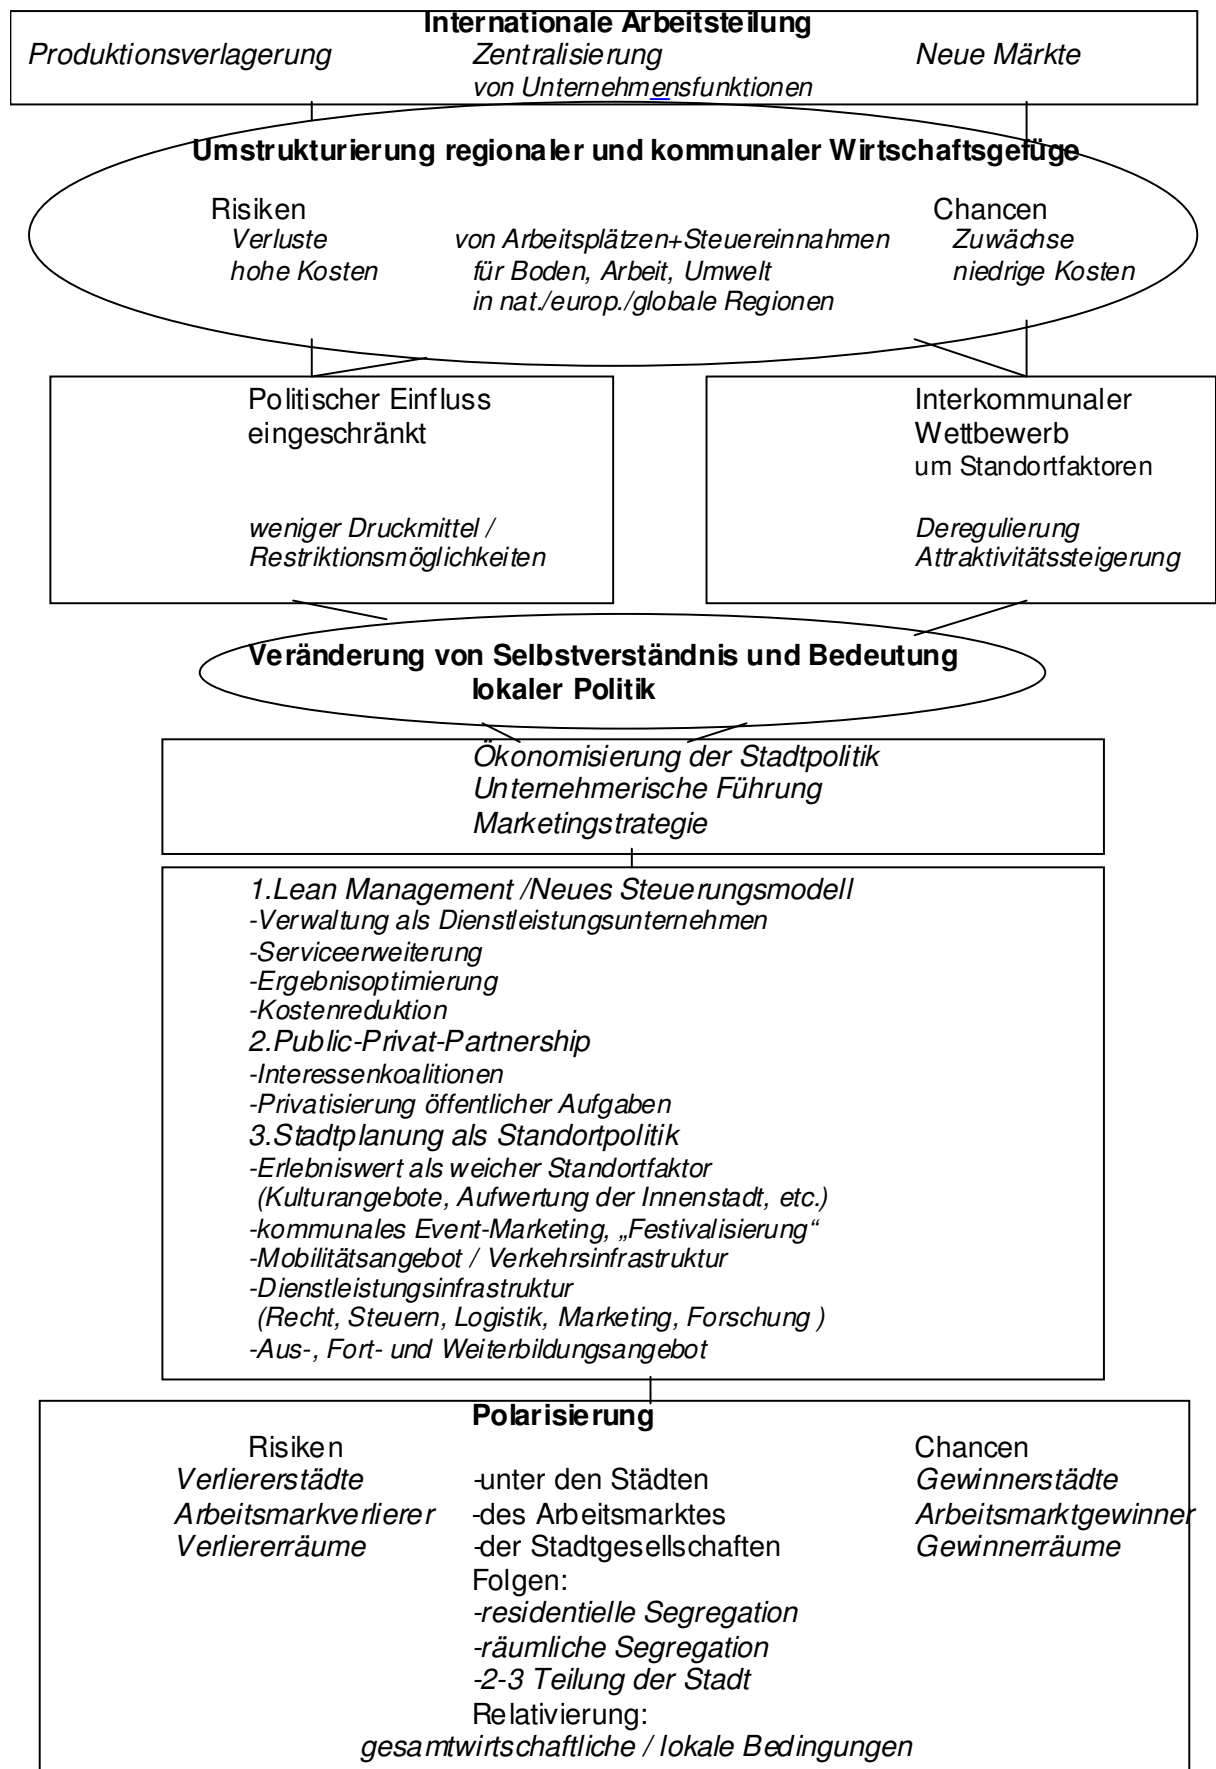 Internationale Arbeitsteilung
Produktionsverlagerung Zentralisierung Neue Märkte
von Unternehmensfunktionen
Umstrukturierung regionaler und kommunaler Wirtschaftsgefüge
Risiken Chancen
Verluste von Arbeitsplätzen+Steuereinnahmen Zuwächse
hohe Kosten für Boden, Arbeit, Umwelt niedrige Kosten
in nat./europ./globale Regionen
Politischer Einfluss Interkommunaler
eingeschränkt Wettbewerb
um Standortfaktoren
weniger Druckmittel / Deregulierung
Restriktionsmöglichkeiten Attraktivitätssteigerung
Veränderung von Selbstverständnis und Bedeutung
lokaler Politik
Ökonomisierung der Stadtpolitik
Unternehmerische Führung
Marketingstrategie
1.Lean Management /Neues Steuerungsmodell
-Verwaltung als Dienstleistungsunternehmen
-Serviceerweiterung
-Ergebnisoptimierung
-Kostenreduktion
2.Public-Privat-Partnership
-Interessenkoalitionen
-Privatisierung öffentlicher Aufgaben
3.Stadtplanung als Standortpolitik
-Erlebniswert als weicher Standortfaktor
(Kulturangebote, Aufwertung der Innenstadt, etc.)
-kommunales Event-Marketing, „Festivalisierung“
-Mobilitätsangebot / Verkehrsinfrastruktur
-Dienstleistungsinfrastruktur
(Recht, Steuern, Logistik, Marketing, Forschung )
-Aus-, Fort- und Weiterbildungsangebot
Polarisierung
Risiken Chancen
Verliererstädte -unter den Städten Gewinnerstädte
Arbeitsmarkverlierer -des Arbeitsmarktes Arbeitsmarktgewinner
Verliererräume -der Stadtgesellschaften Gewinnerräume
Folgen:
-residentielle Segregation
-räumliche Segregation
-2-3 Teilung der Stadt
Relativierung:
gesamtwirtschaftliche / lokale Bedingungen